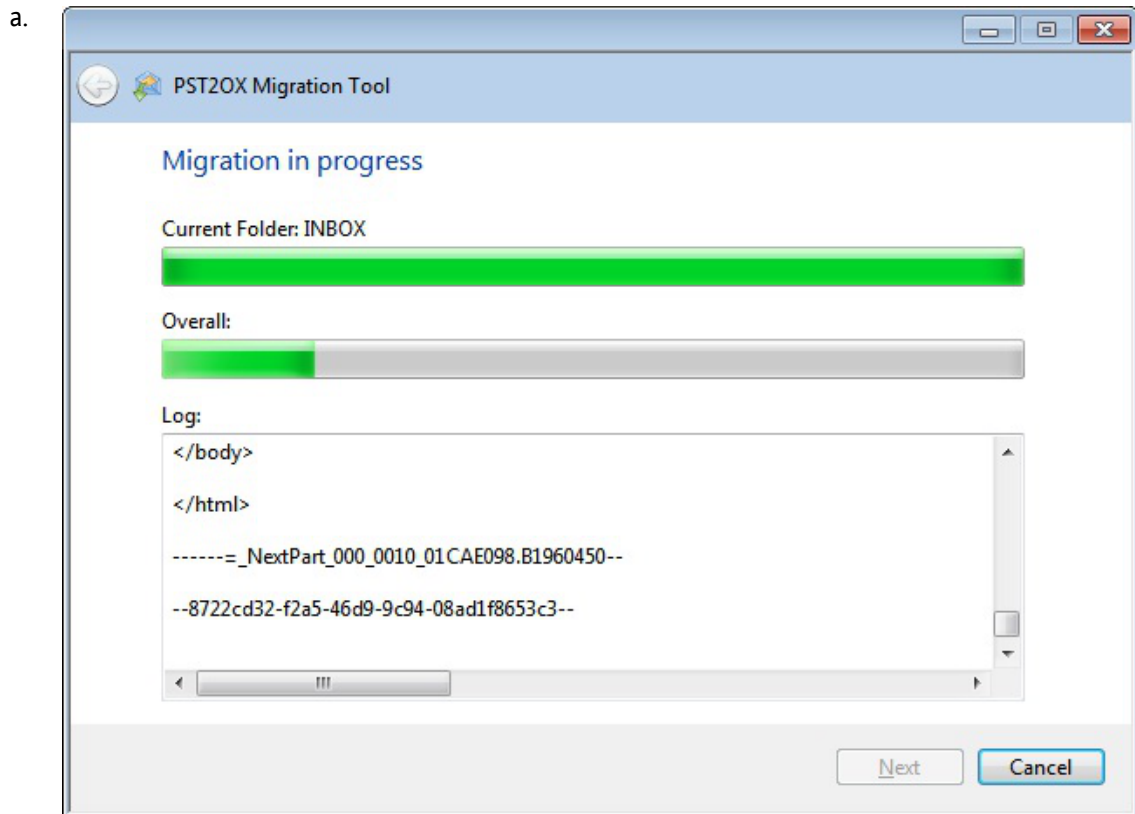 a.
PST2OX Migration Tool
Migration in progress
Current Folder: INBOX
Overall:
Log:
</body>
</html>
------=_NextPart_000_0010_01CAE098.B1960450--
--8722cd32-f2a5-46d9-9c94-08ad1f8653c3--
Next
Cancel